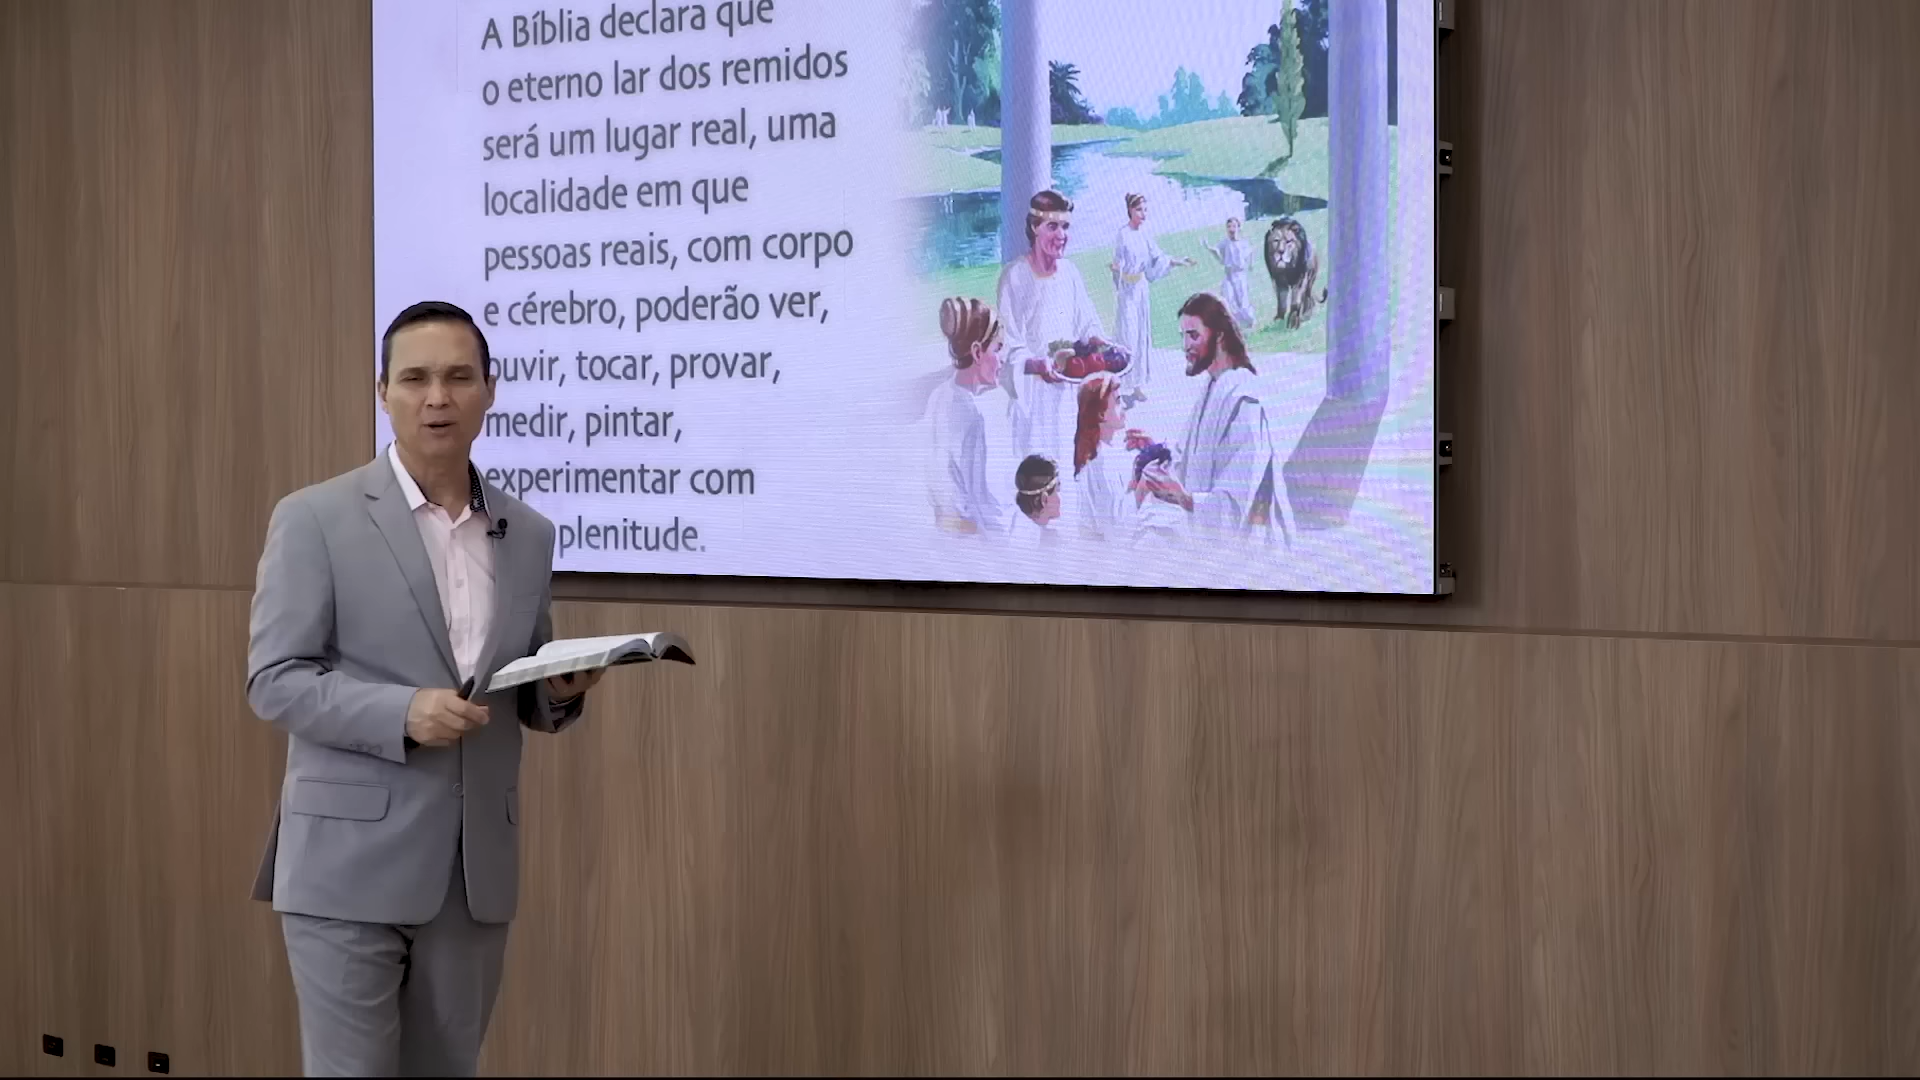 A Bíblia declara que
o eterno lar dos remidos
será um lugar real, uma
localidade em que
pessoas reais, com corpo
e cérebro, poderão ver,
ouvir, tocar, provar,
medir, pintar,
experimentar com
plenitude.